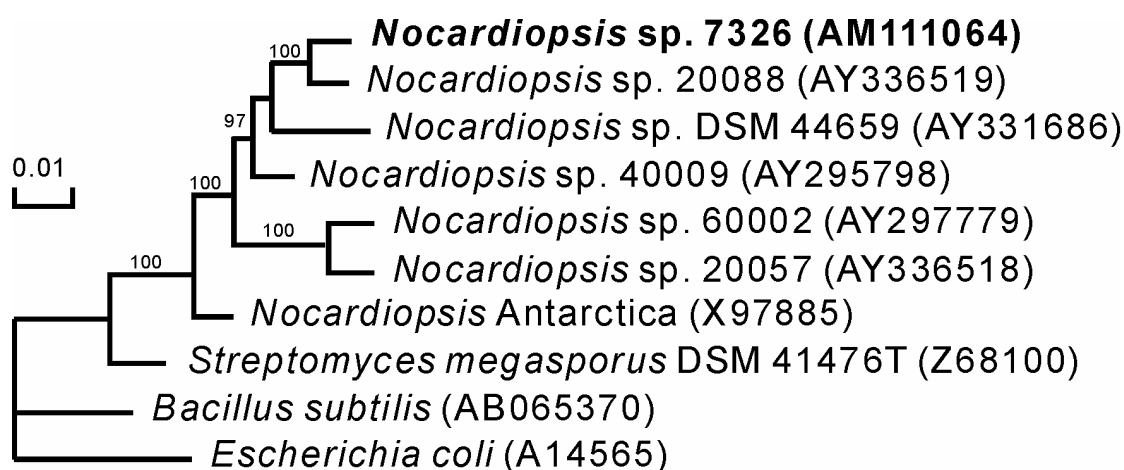 100
Nocardiopsis sp. 7326 (AM111064)
Nocardiopsis sp. 20088 (AY336519)
97
Nocardiopsis sp. DSM 44659 (AY331686)
0.01
100
Nocardiopsis sp. 40009 (AY295798)
100
Nocardiopsis sp. 60002 (AY297779)
100
Nocardiopsis sp. 20057 (AY336518)
Nocardiopsis Antarctica (X97885)
Streptomyces megasporus DSM 41476T (Z68100)
Bacillus subtilis (AB065370)
Escherichia coli (A14565)